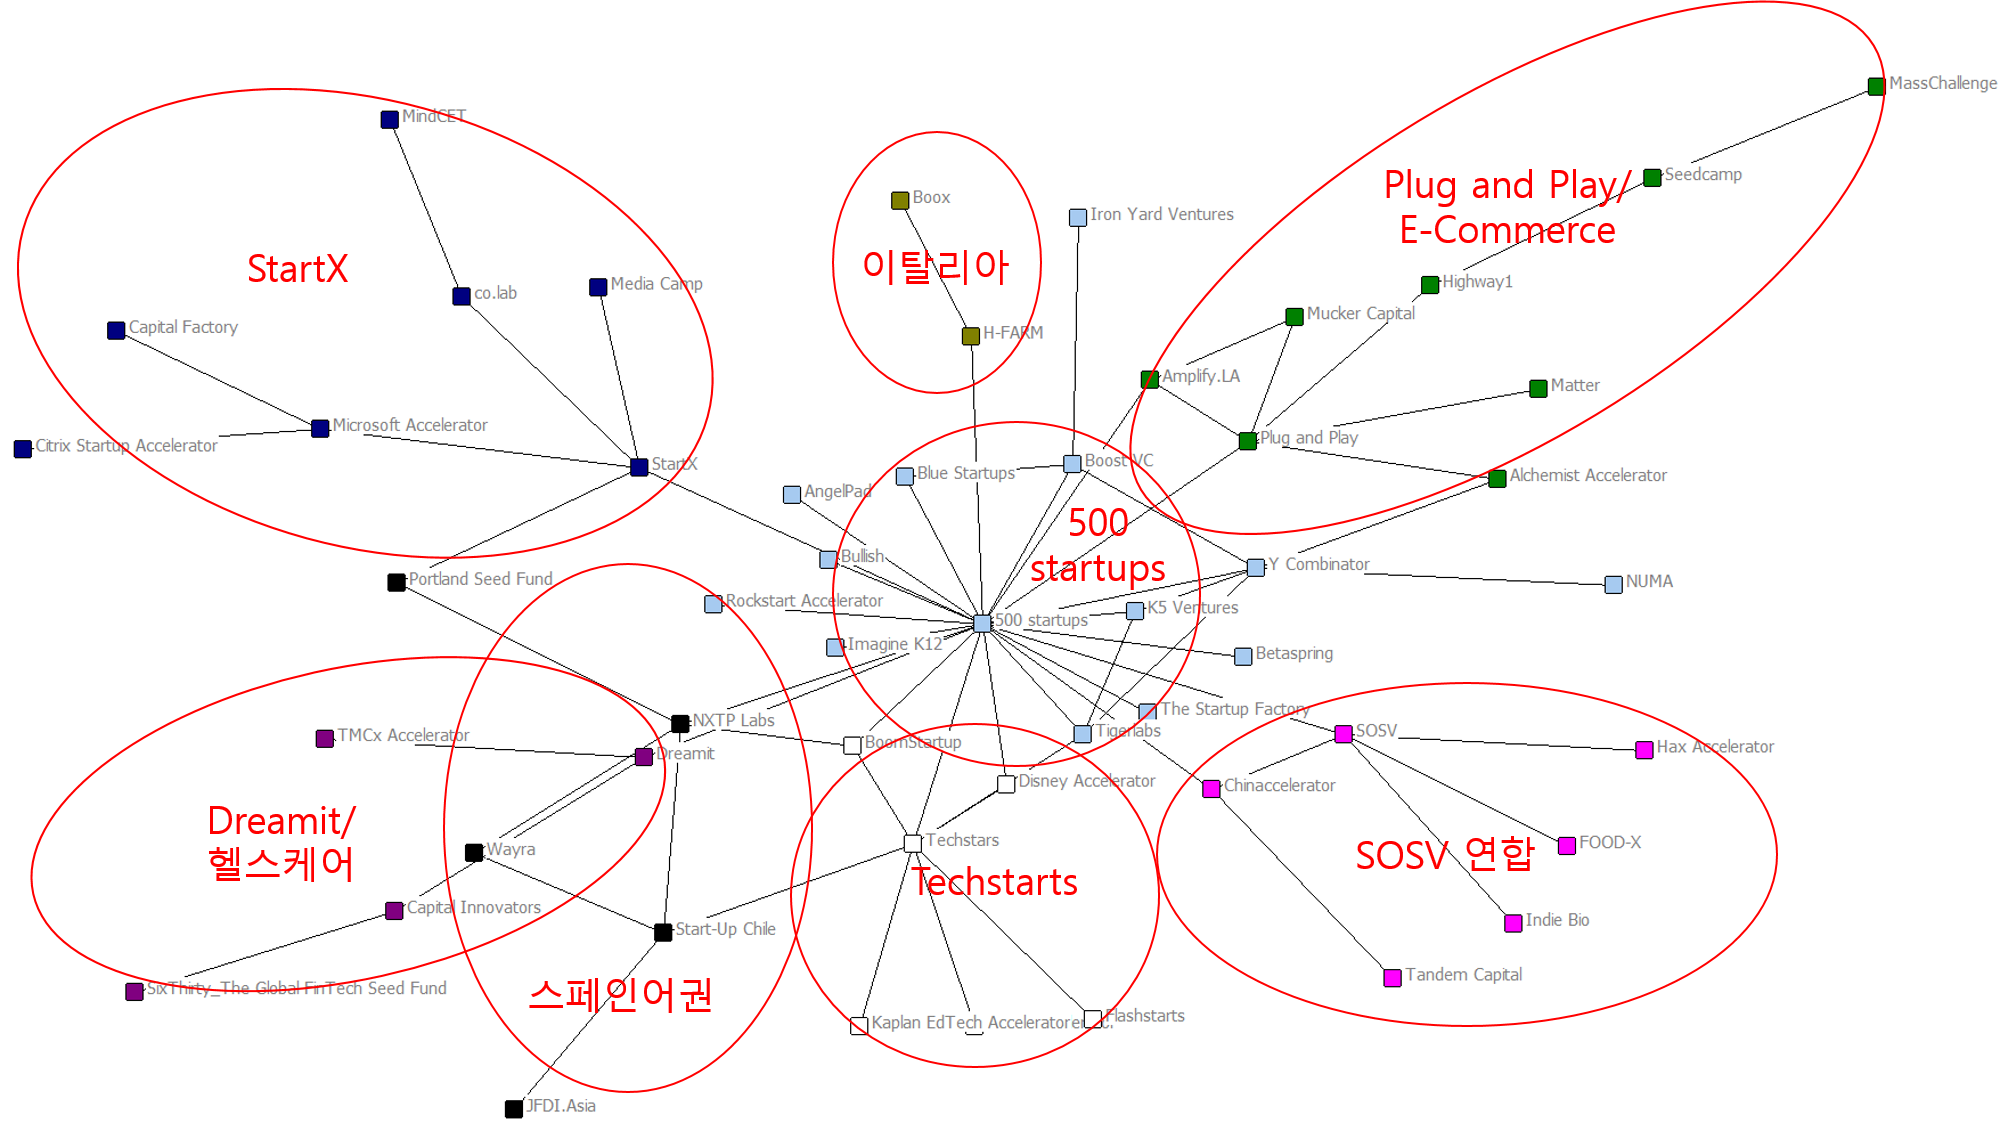 MassChallenge
MindCET
Plug and Play/
E-Commerce
Seedcamp
Boox
Iron Yard Ventures
StartX
이탈리아
Media Camp
co.lab
Highway1
Mucker Capital
Capital Factory
H-FARM
Amplify.LA
Matter
Microsoft Accelerator
Citrix Startup Accelerator
Plug and Play
StartX
Boost VC
Blue Startups
Alchemist Accelerator
AngelPad
500
startups
Bullish
Y Combinator
Portland Seed Fund
NUMA
Rockstart Accelerator
K5 Ventures
500 startups
Imagine K12
Betaspring
The Startup Factory
NXTP Labs
TMCx Accelerator
BoomStartup
Tigerlabs
SOSV
Hax Accelerator
Dreamit
Disney Accelerator
Chinaccelerator
Dreamit/
헬스케어
Techstars
Wayra
FOOD-X
SOSV 연합
Techstarts
Capital Innovators
Indie Bio
Start-Up Chile
Tandem Capital
SixThirty_The Global FinTech Seed Fund
스페인어권
Kaplan EdTech Accelerator
Flashstarts
JFDI.Asia